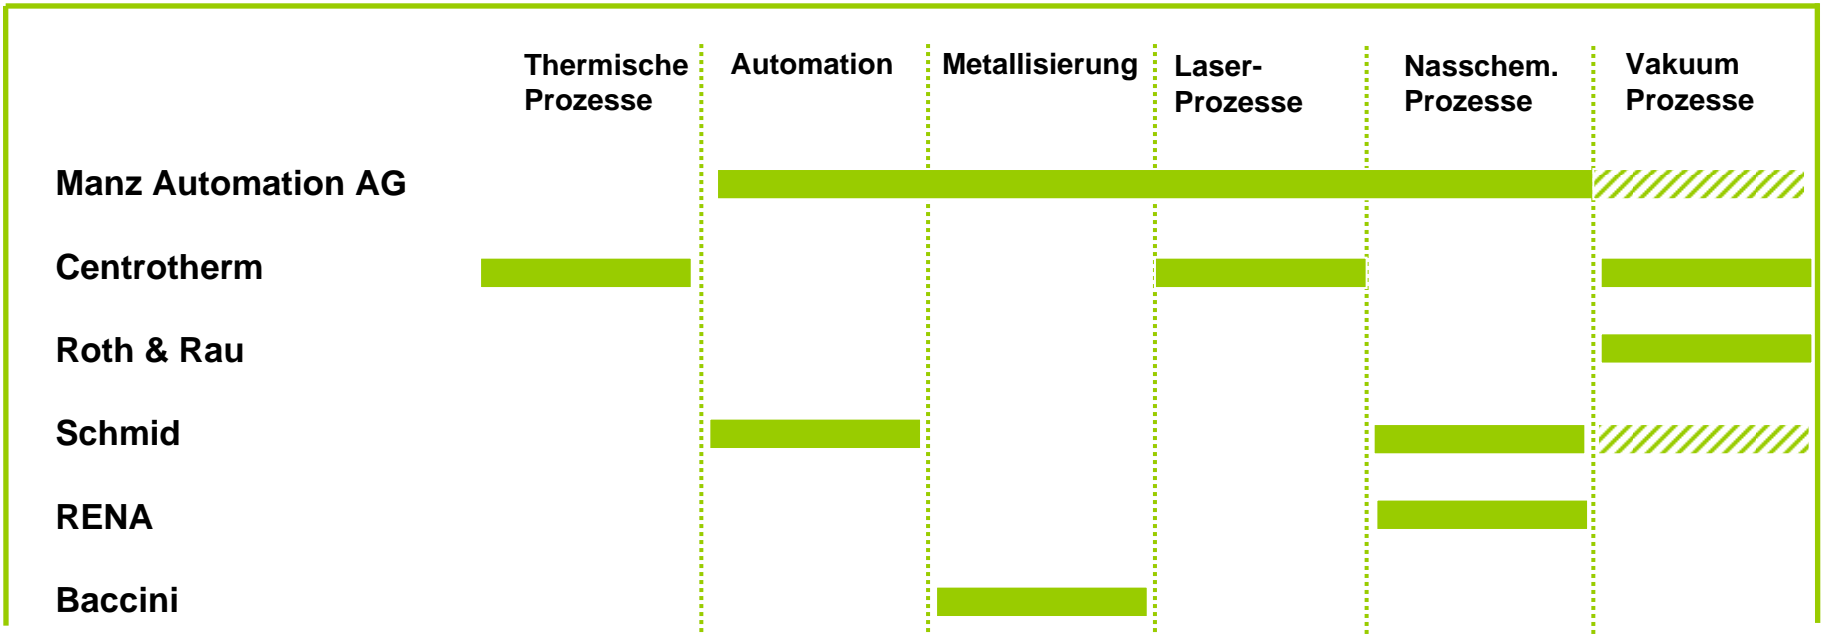 Thermische
Prozesse
Automation
Metallisierung
Laser-
Prozesse
Nasschem.
Prozesse
Vakuum
Prozesse
Manz Automation AG
Centrotherm
Roth & Rau
Schmid
RENA
Baccini